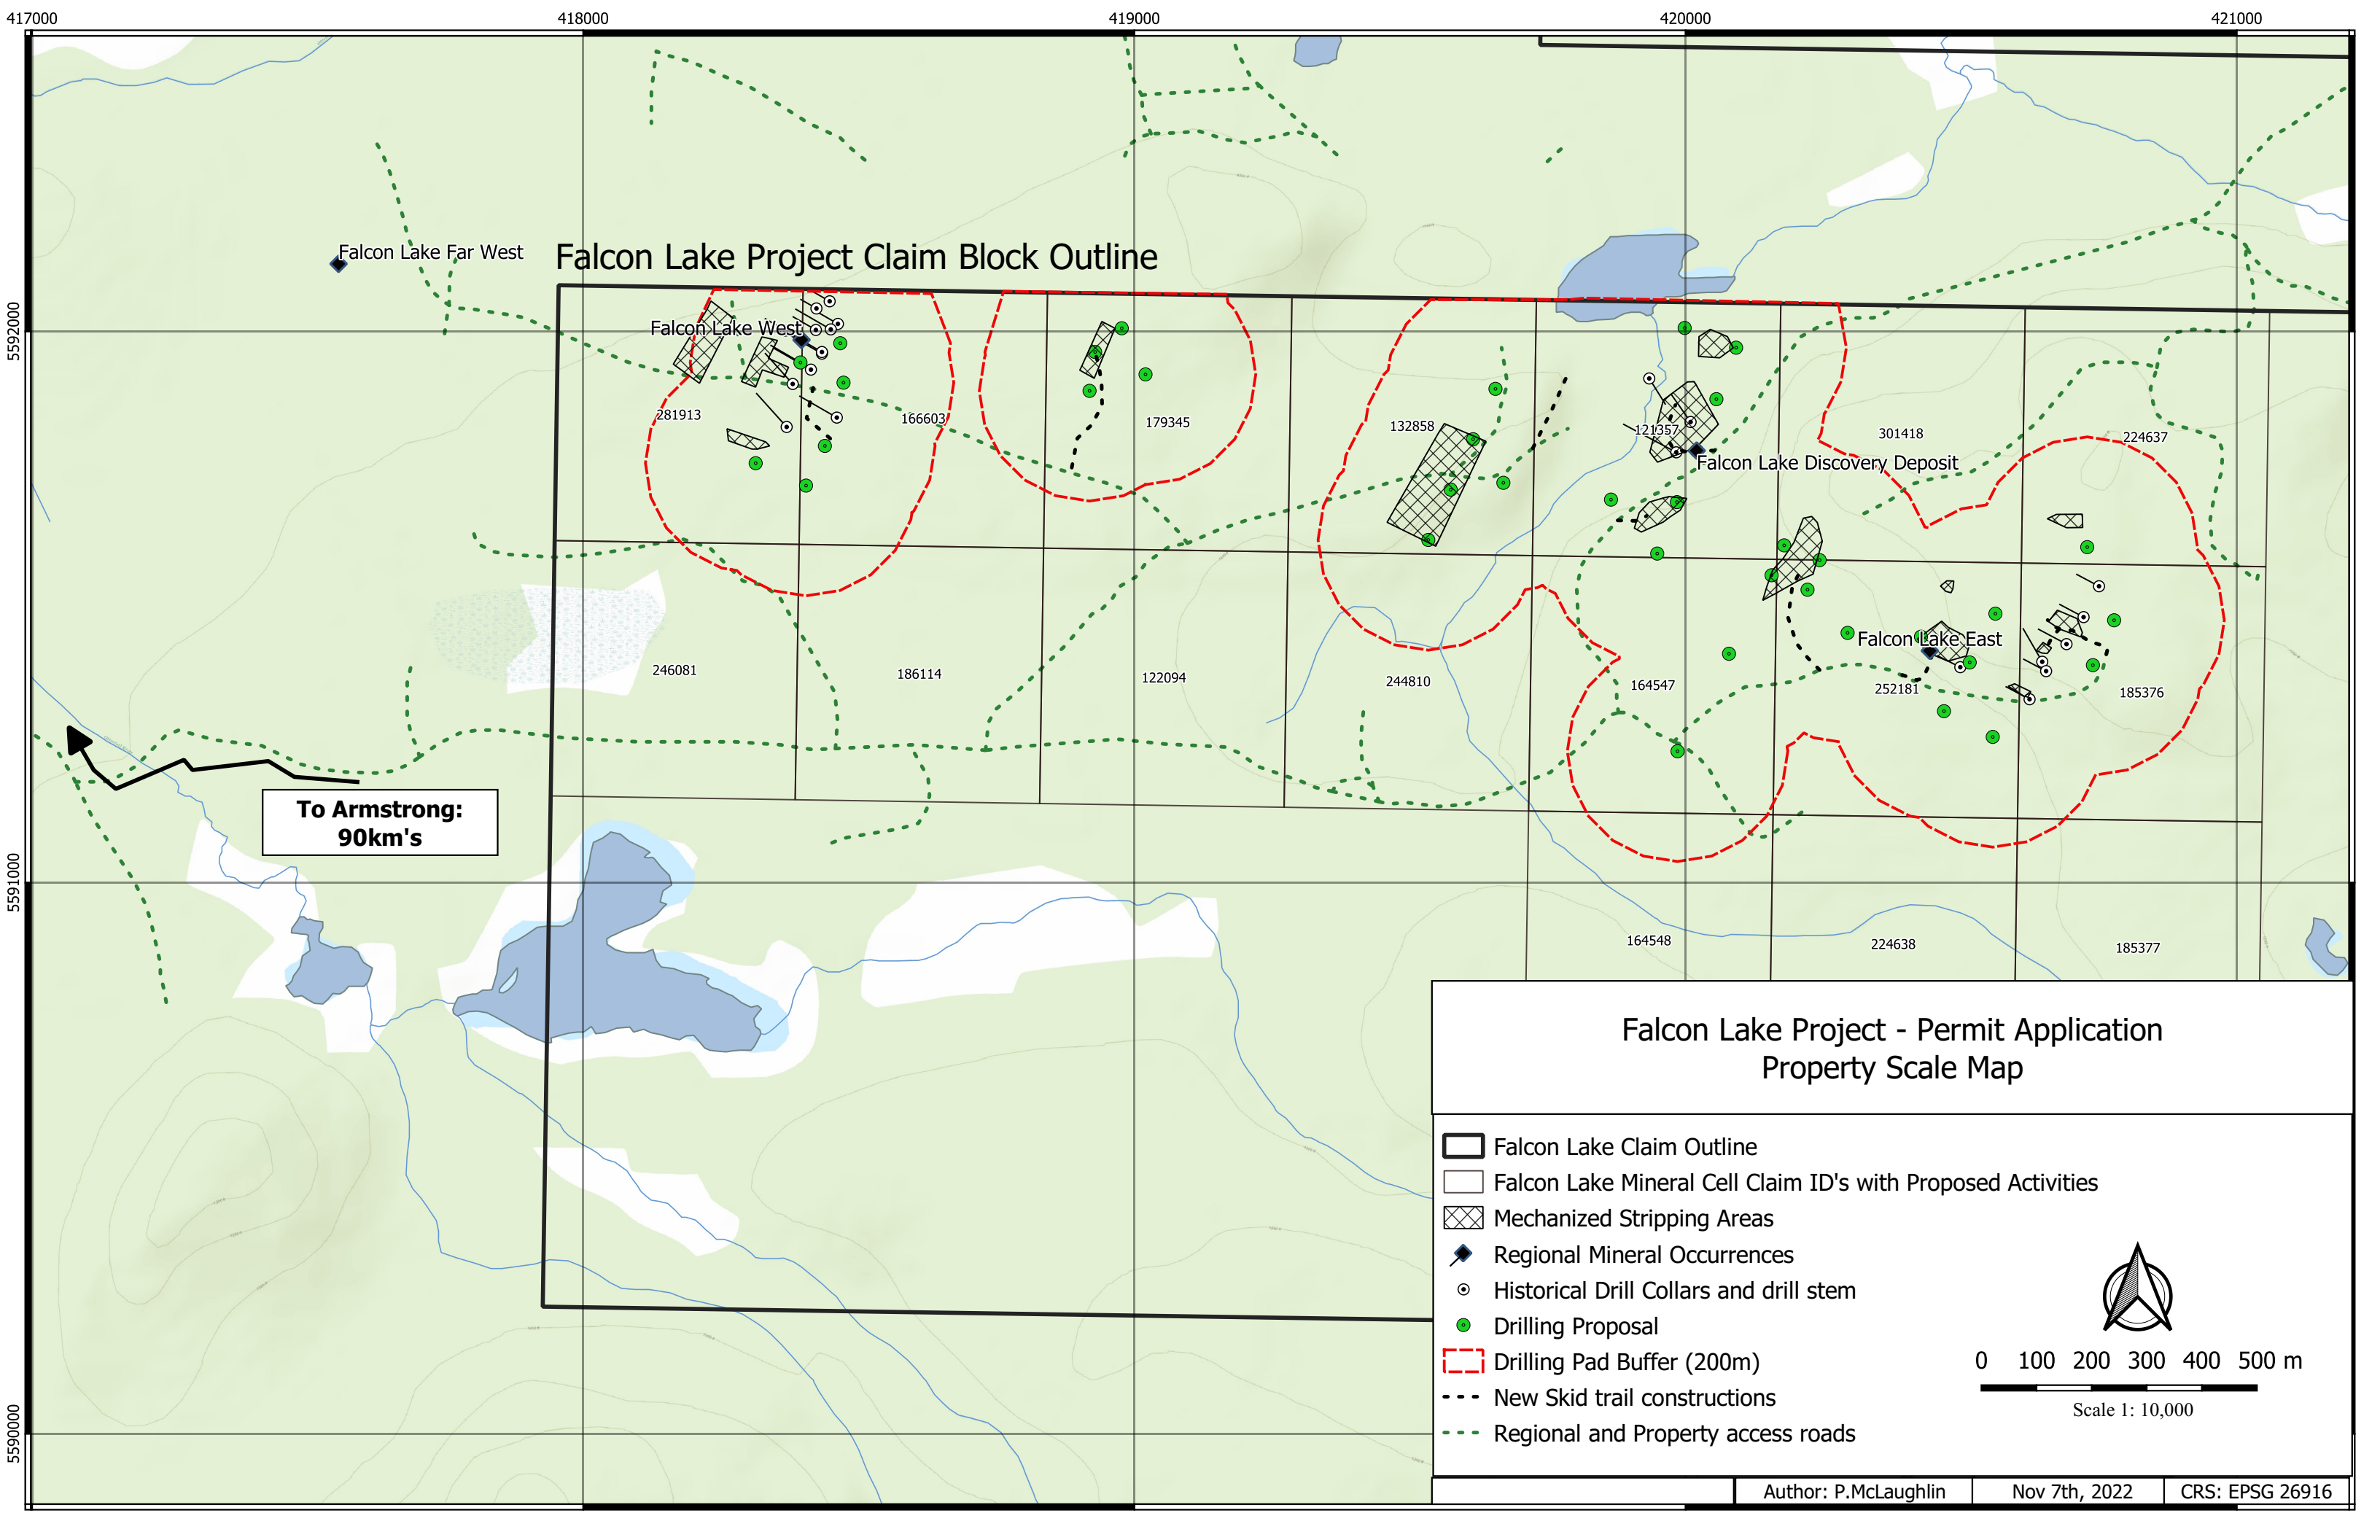 417000
418000
419000
420000
421000
5592000
5591000
5590000
Falcon Lake Far West
Falcon Lake Project Claim Block Outline
Falcon Lake West
281913
166603
179345
132858
121357
301418
224637
Falcon Lake Discovery Deposit
Falcon Lake East
246081
186114
122094
244810
164547
252181
185376
To Armstrong:
90km's
164548
224638
185377
Falcon Lake Project - Permit Application
Property Scale Map
Falcon Lake Claim Outline
Falcon Lake Mineral Cell Claim ID's with Proposed Activities
Mechanized Stripping Areas
Regional Mineral Occurrences
Historical Drill Collars and drill stem
Drilling Proposal
Drilling Pad Buffer (200m)
New Skid trail constructions
Regional and Property access roads
0 100 200 300 400 500 m
Scale 1: 10,000
Author: P.McLaughlin
Nov 7th, 2022
CRS: EPSG 26916